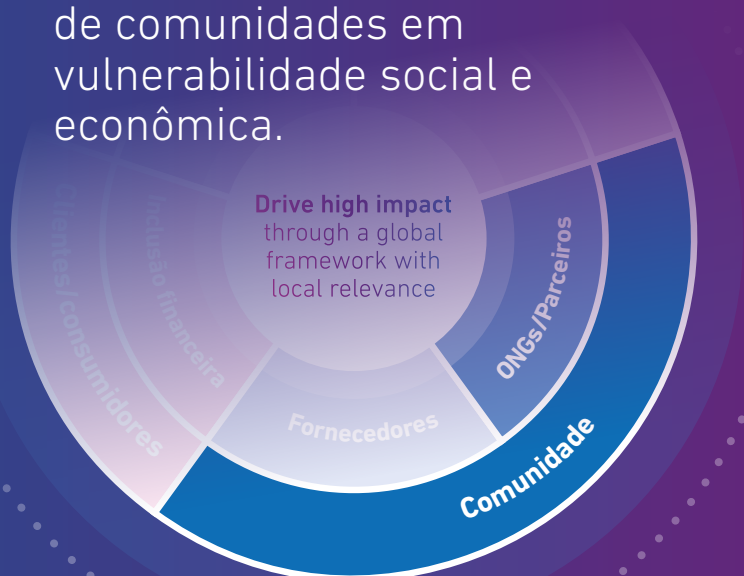 de comunidades em
vulnerabilidade social e
econômica.
Drive high impact
through a global
framework with
local relevance
Clientes/consumidores
Inclusão financeira
Fornecedores
ONGs/Parceiros
Comunidade